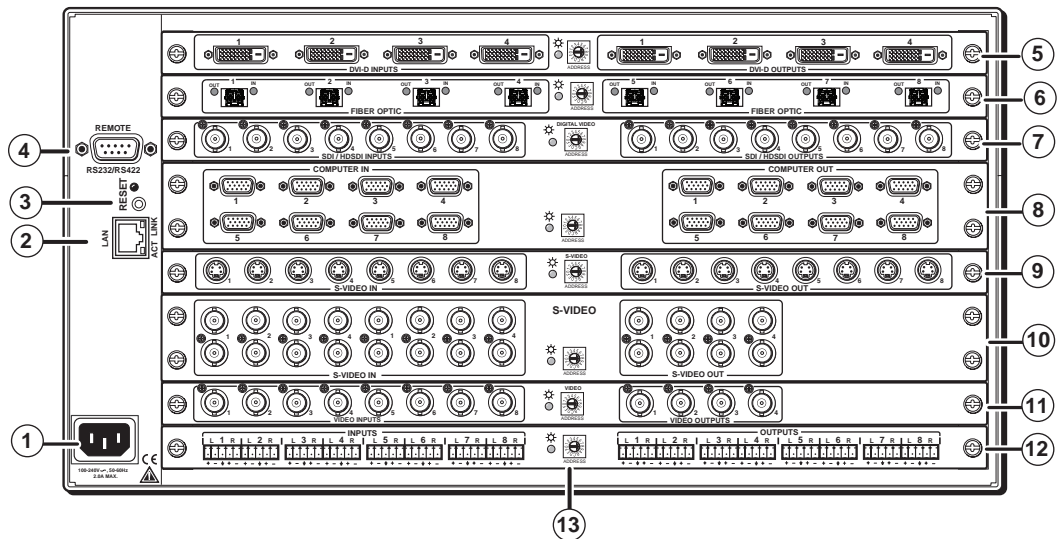 1 2 3 4 1 2 3 4
ADDRESS
DVI-D INPUTS DVI-D OUTPUTS
5
1 2 3 4 5 6 7 8
OUT IN OUT IN OUT IN OUT IN OUT IN OUT IN OUT IN OUT IN
ADDRESS
FIBER OPTIC FIBER OPTIC
6
REMOTE
4
RS232/RS422
DIGITAL VIDEO
1 2 3 4 5 6 7 8 1 2 3 4 5 6 7 8
ADDRESS
SDI / HDSDI INPUTS SDI / HDSDI OUTPUTS
7
RESET
3
LAN
2
ACT LINK
COMPUTER IN COMPUTER OUT
1 2 3 4 1 2 3 4
5 6 7 8 5 6 7 8
ADDRESS
8
S-VIDEO
1 2 3 4 5 6 7 8 1 2 3 4 5 6 7 8
ADDRESS
S-VIDEO IN S-VIDEO OUT
9
S-VIDEO
1 2 3 4 1 2 3 4 1 2 3 4
ADDRESS
S-VIDEO IN S-VIDEO OUT
10
VIDEO
1 2 3 4 5 6 7 8 1 2 3 4
ADDRESS
VIDEO INPUTS VIDEO OUTPUTS
11
INPUTS OUTPUTS
L 1 R L 2 R L 3 R L 4 R L 5 R L 6 R L 7 R L 8 R L 1 R L 2 R L 3 R L 4 R L 5 R L 6 R L 7 R L 8 R
ADDRESS
12
1
100-240V~, 50-60Hz
2.0A MAX.
CE
13